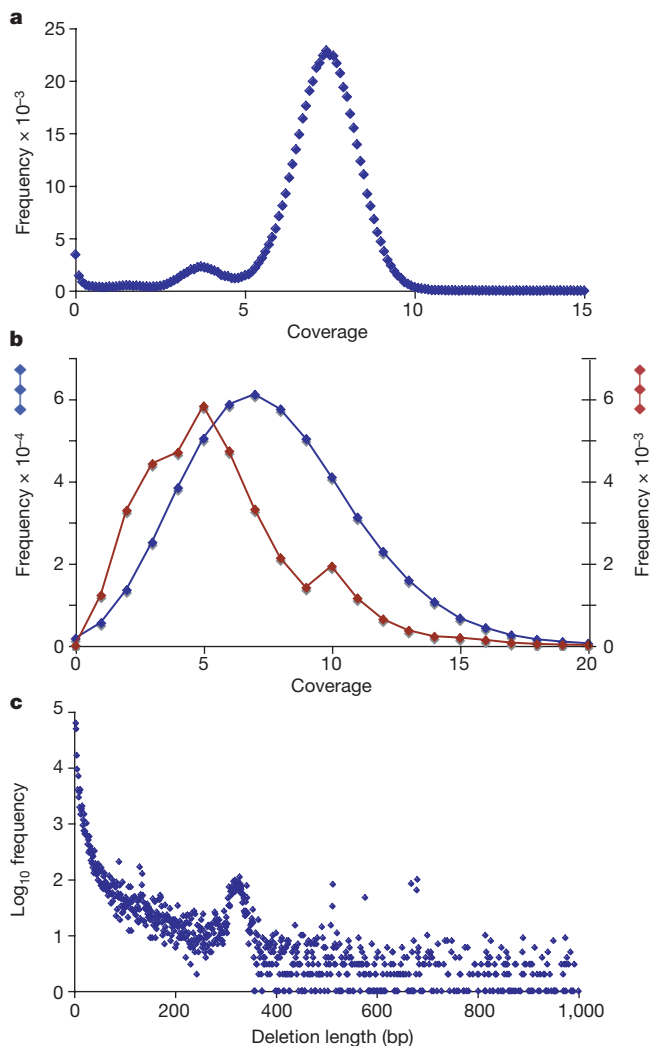 a
25
20
15
10
5
0
Frequency × 10⁻³
0 5 10 15
Coverage
b
6
4
2
0
Frequency × 10⁻⁴
6
4
2
0
Frequency × 10⁻³
0 5 10 15 20
Coverage
c
5
4
3
2
1
0
Log₁₀ frequency
0 200 400 600 800 1,000
Deletion length (bp)